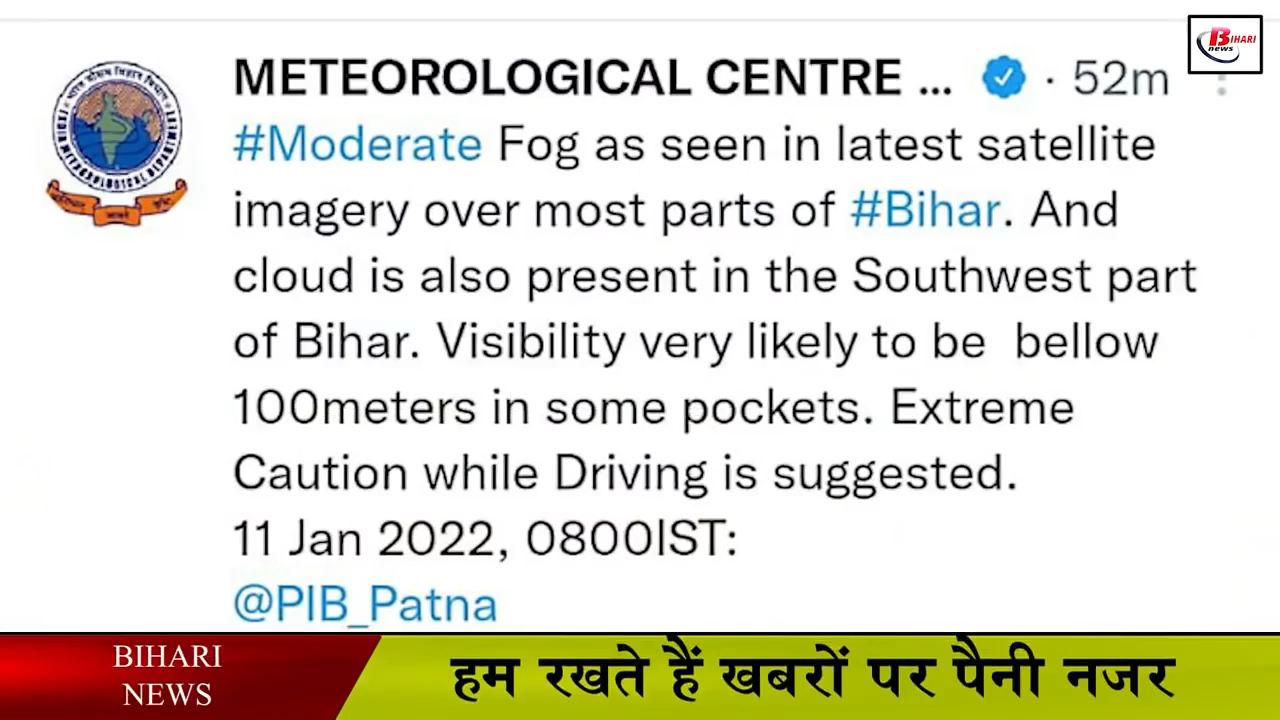 BIHARI
news
METEOROLOGICAL CENTRE ... · 52m
#Moderate Fog as seen in latest satellite
imagery over most parts of #Bihar. And
cloud is also present in the Southwest part
of Bihar. Visibility very likely to be  bellow
100meters in some pockets. Extreme
Caution while Driving is suggested.
11 Jan 2022, 0800IST:
@PIB_Patna
BIHARI
NEWS
हम रखते हैं खबरों पर पैनी नजर